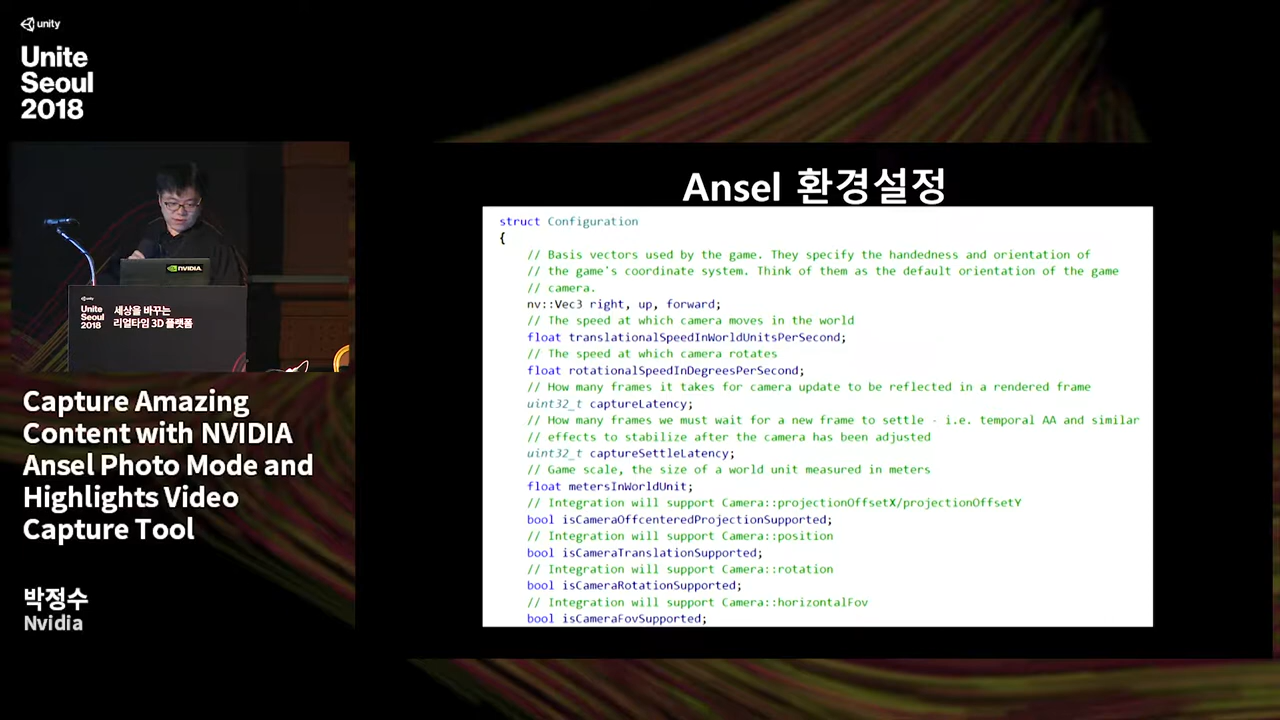 unity
Unite
Seoul
2018
NVIDIA
unity
Unite
Seoul
2018
세상을 바꾸는
리얼타임 3D 플랫폼
Capture Amazing
Content with NVIDIA
Ansel Photo Mode and
Highlights Video
Capture Tool
박정수
Nvidia
Ansel 환경설정
struct Configuration
{
// Basis vectors used by the game. They specify the handedness and orientation of
// the game's coordinate system. Think of them as the default orientation of the game
// camera.
nv::Vec3 right, up, forward;
// The speed at which camera moves in the world
float translationalSpeedInWorldUnitsPerSecond;
// The speed at which camera rotates
float rotationalSpeedInDegreesPerSecond;
// How many frames it takes for camera update to be reflected in a rendered frame
uint32_t captureLatency;
// How many frames we must wait for a new frame to settle - i.e. temporal AA and similar
// effects to stabilize after the camera has been adjusted
uint32_t captureSettleLatency;
// Game scale, the size of a world unit measured in meters
float metersInWorldUnit;
// Integration will support Camera::projectionOffsetX/projectionOffsetY
bool isCameraOffcenteredProjectionSupported;
// Integration will support Camera::position
bool isCameraTranslationSupported;
// Integration will support Camera::rotation
bool isCameraRotationSupported;
// Integration will support Camera::horizontalFov
bool isCameraFovSupported;